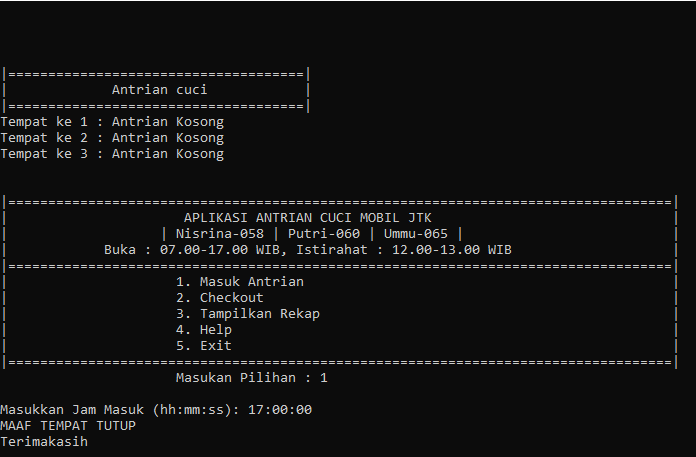 |=====================================|
| Antrian cuci |
|=====================================|
Tempat ke 1 : Antrian Kosong
Tempat ke 2 : Antrian Kosong
Tempat ke 3 : Antrian Kosong
|===================================================================================|
| APLIKASI ANTRIAN CUCI MOBIL JTK |
| | Nisrina-058 | Putri-060 | Ummu-065 | |
| Buka : 07.00-17.00 WIB, Istirahat : 12.00-13.00 WIB |
|===================================================================================|
| 1. Masuk Antrian |
| 2. Checkout |
| 3. Tampilkan Rekap |
| 4. Help |
| 5. Exit |
|===================================================================================|
Masukan Pilihan : 1
Masukkan Jam Masuk (hh:mm:ss): 17:00:00
MAAF TEMPAT TUTUP
Terimakasih